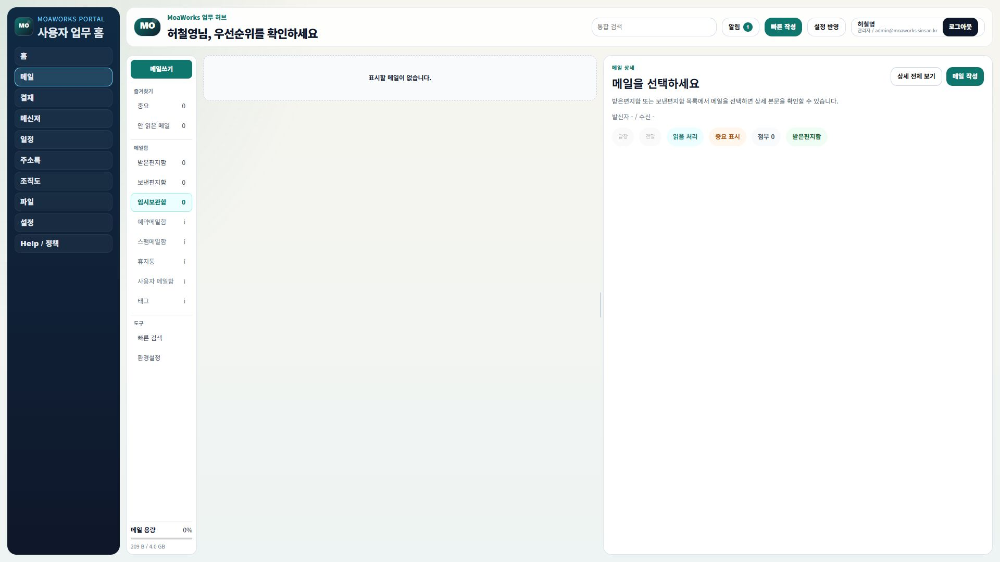 MO
MOAWORKS PORTAL
사용자 업무 홈
홈
메일
결재
메신저
일정
주소록
조직도
파일
설정
Help / 정책
MO
MoaWorks 업무 허브
허철영님, 우선순위를 확인하세요
통합 검색
알림 1
빠른 작성
설정 반영
허철영
관리자 / admin@moaworks.sinsan.kr
로그아웃
메일쓰기
즐겨찾기
중요 0
안 읽은 메일 0
메일함
받은편지함 0
보낸편지함 0
임시보관함 0
예약메일함 i
스팸메일함 i
휴지통 i
사용자 메일함 i
태그 i
도구
빠른 검색
환경설정
메일 용량 0%
209 B / 4.0 GB
표시할 메일이 없습니다.
메일 상세
메일을 선택하세요
상세 전체 보기
메일 작성
받은편지함 또는 보낸편지함 목록에서 메일을 선택하면 상세 본문을 확인할 수 있습니다.
발신자 - / 수신 -
답장
전달
읽음 처리
중요 표시
첨부 0
받은편지함